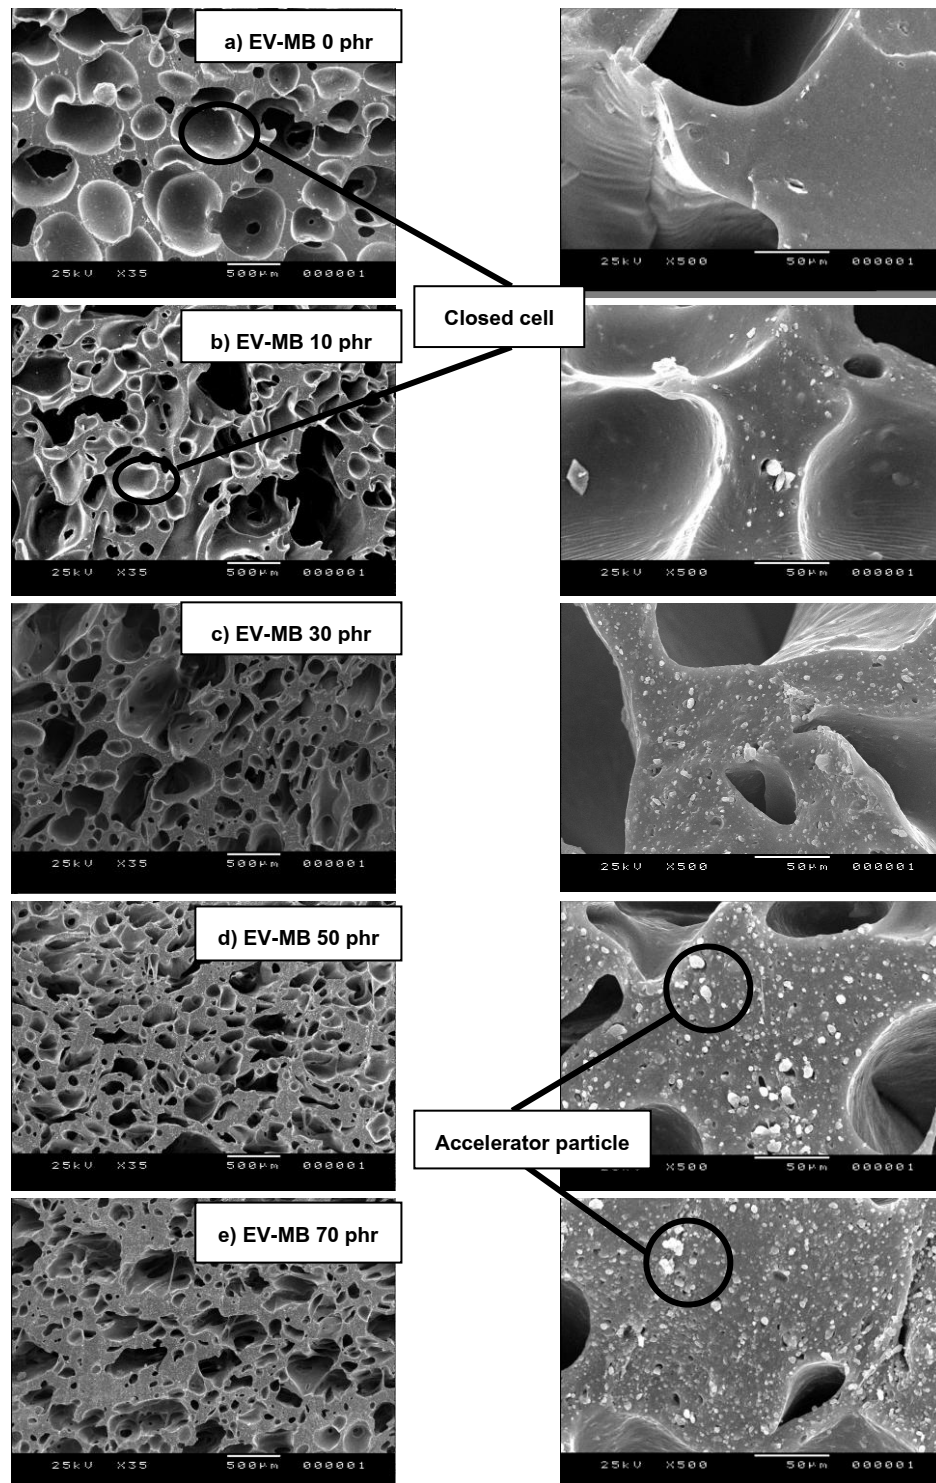 a) EV-MB 0 phr
25kV X35 500µm 000001
25kV X500 50µm 000001
Closed cell
b) EV-MB 10 phr
25kV X35 500µm 000001
25kV X500 50µm 000001
c) EV-MB 30 phr
25kV X35 500µm 000001
25kV X500 50µm 000001
d) EV-MB 50 phr
25kV X35 500µm 000001
25kV X500 50µm 000001
Accelerator particle
e) EV-MB 70 phr
25kV X35 500µm 000001
25kV X500 50µm 000001